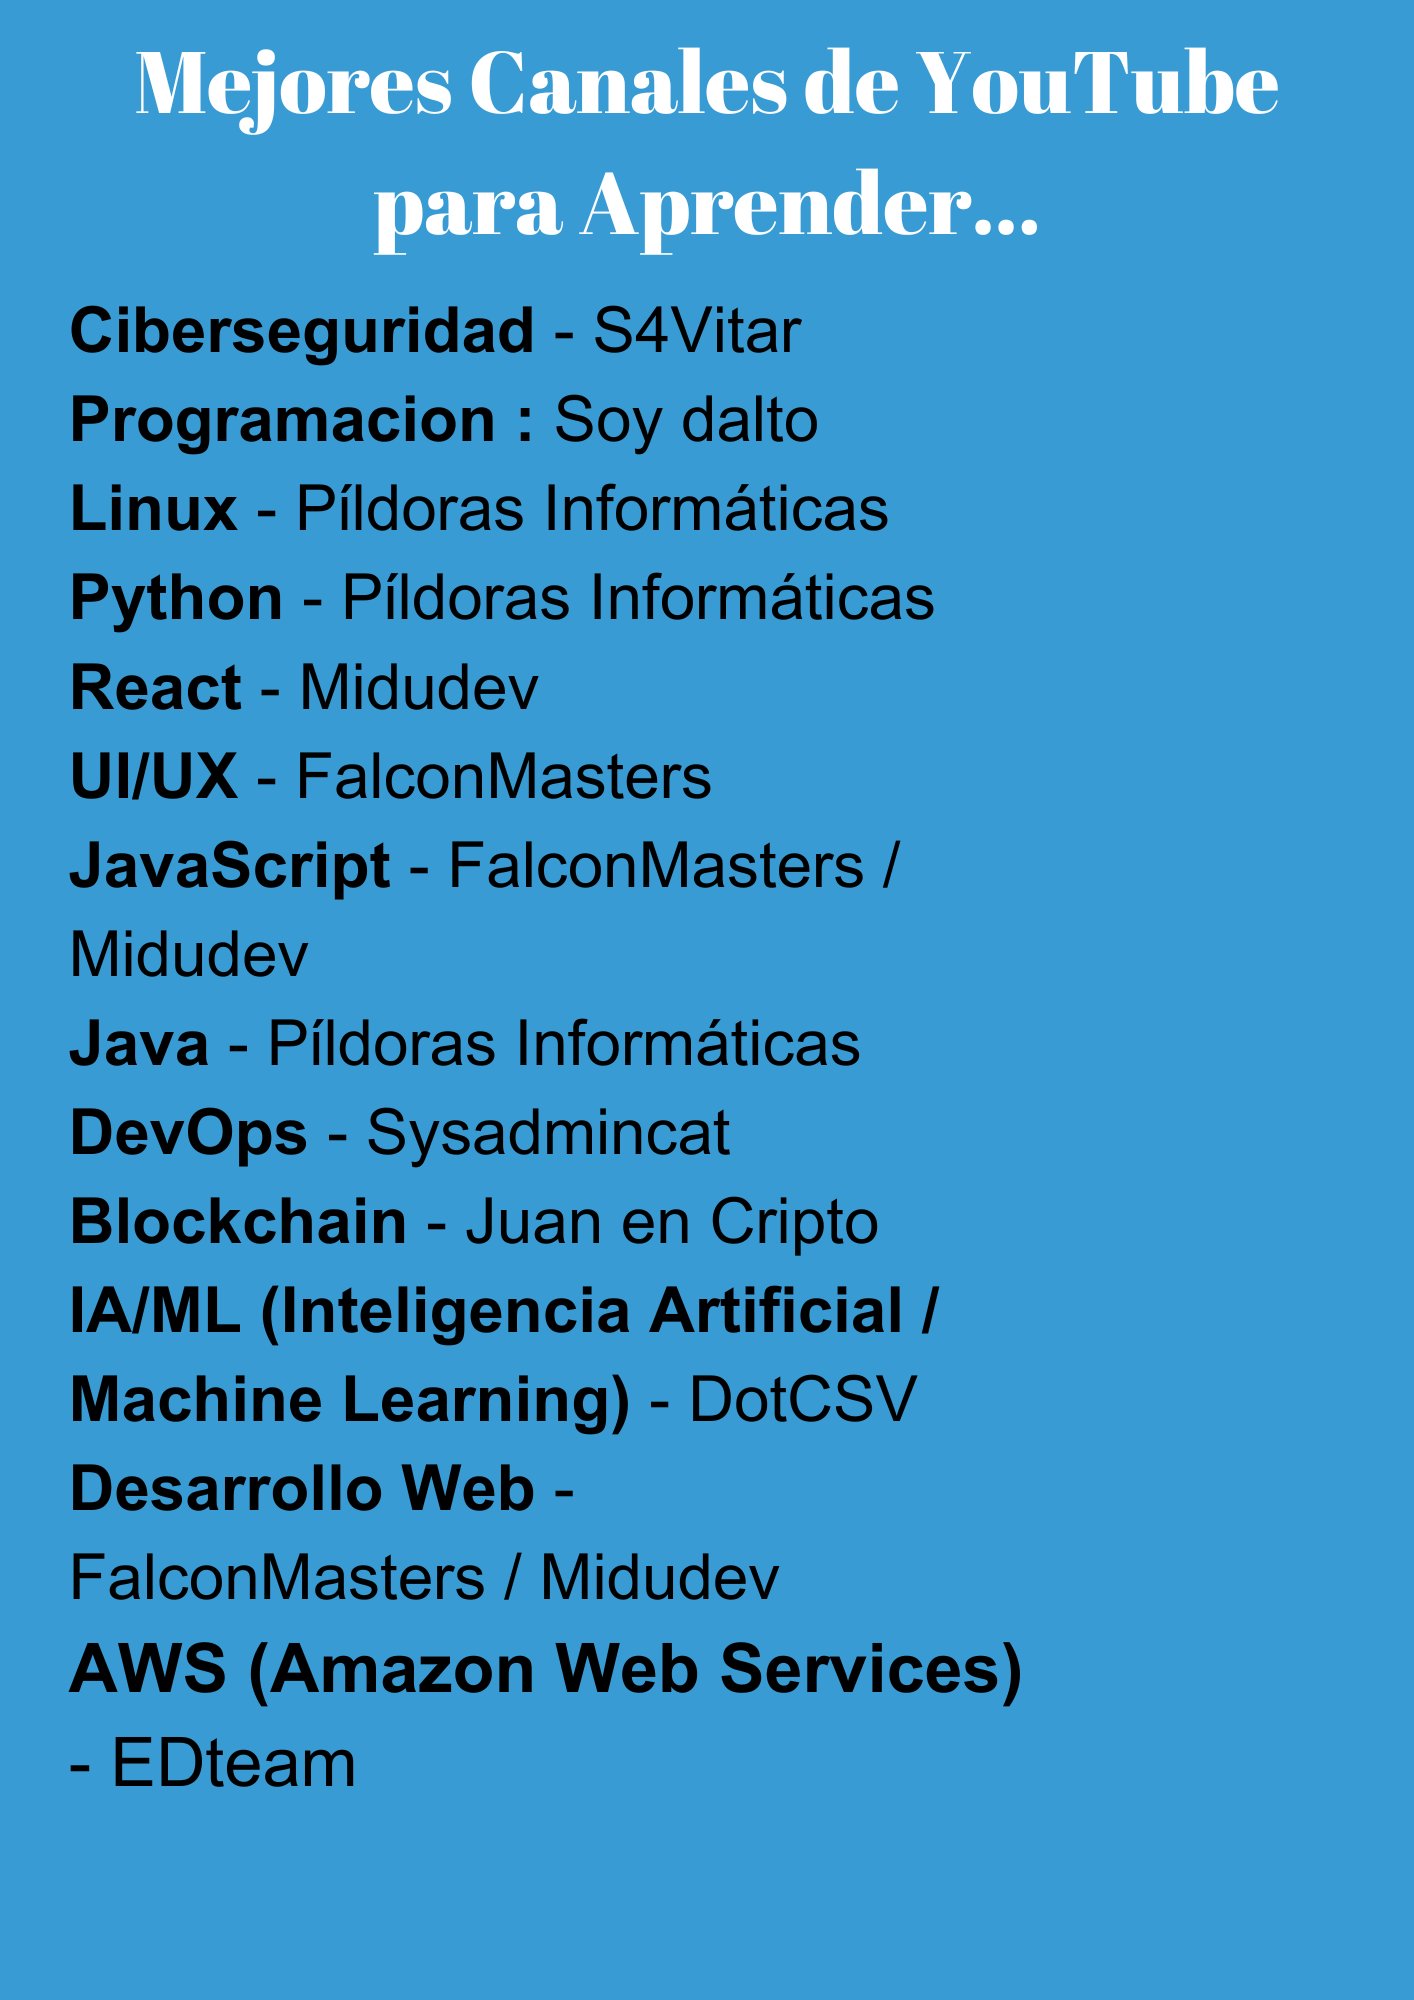 Mejores Canales de YouTube
para Aprender...
Ciberseguridad - S4Vitar
Programacion : Soy dalto
Linux - Píldoras Informáticas
Python - Píldoras Informáticas
React - Midudev
UI/UX - FalconMasters
JavaScript - FalconMasters /
Midudev
Java - Píldoras Informáticas
DevOps - Sysadmincat
Blockchain - Juan en Cripto
IA/ML (Inteligencia Artificial /
Machine Learning) - DotCSV
Desarrollo Web -
FalconMasters / Midudev
AWS (Amazon Web Services)
- EDteam